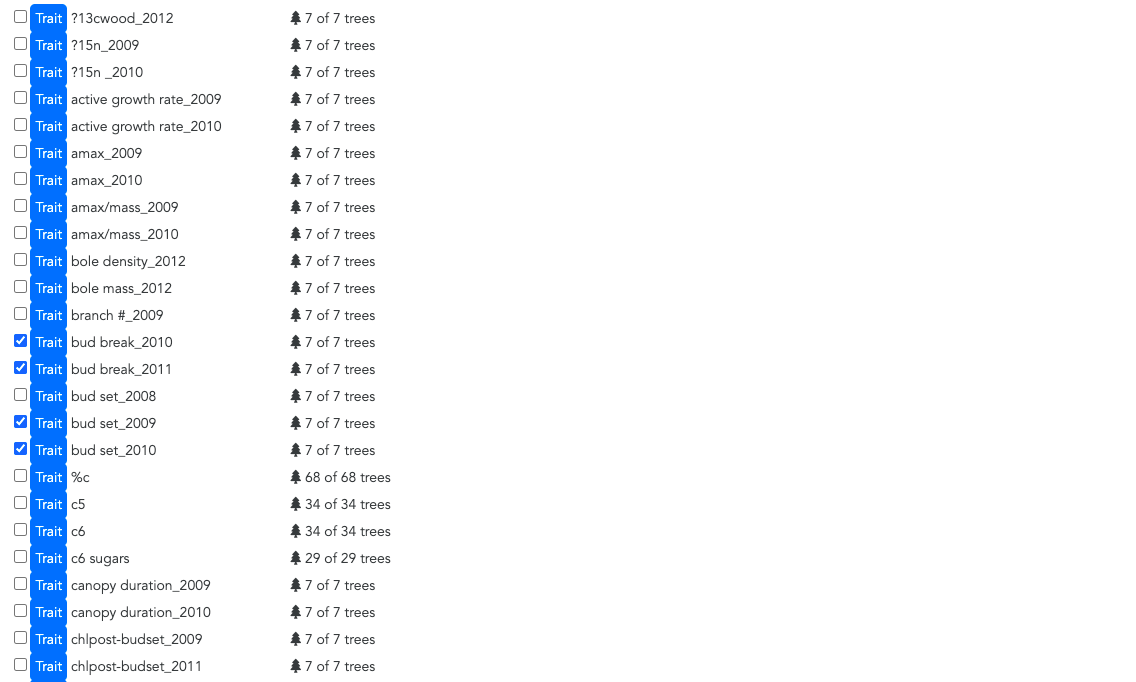 Trait ?13cwood_2012 7 of 7 trees
Trait ?15n_2009 7 of 7 trees
Trait ?15n _2010 7 of 7 trees
Trait active growth rate_2009 7 of 7 trees
Trait active growth rate_2010 7 of 7 trees
Trait amax_2009 7 of 7 trees
Trait amax_2010 7 of 7 trees
Trait amax/mass_2009 7 of 7 trees
Trait amax/mass_2010 7 of 7 trees
Trait bole density_2012 7 of 7 trees
Trait bole mass_2012 7 of 7 trees
Trait branch #_2009 7 of 7 trees
Trait bud break_2010 7 of 7 trees
Trait bud break_2011 7 of 7 trees
Trait bud set_2008 7 of 7 trees
Trait bud set_2009 7 of 7 trees
Trait bud set_2010 7 of 7 trees
Trait %c 68 of 68 trees
Trait c5 34 of 34 trees
Trait c6 34 of 34 trees
Trait c6 sugars 29 of 29 trees
Trait canopy duration_2009 7 of 7 trees
Trait canopy duration_2010 7 of 7 trees
Trait chlpost-budset_2009 7 of 7 trees
Trait chlpost-budset_2011 7 of 7 trees